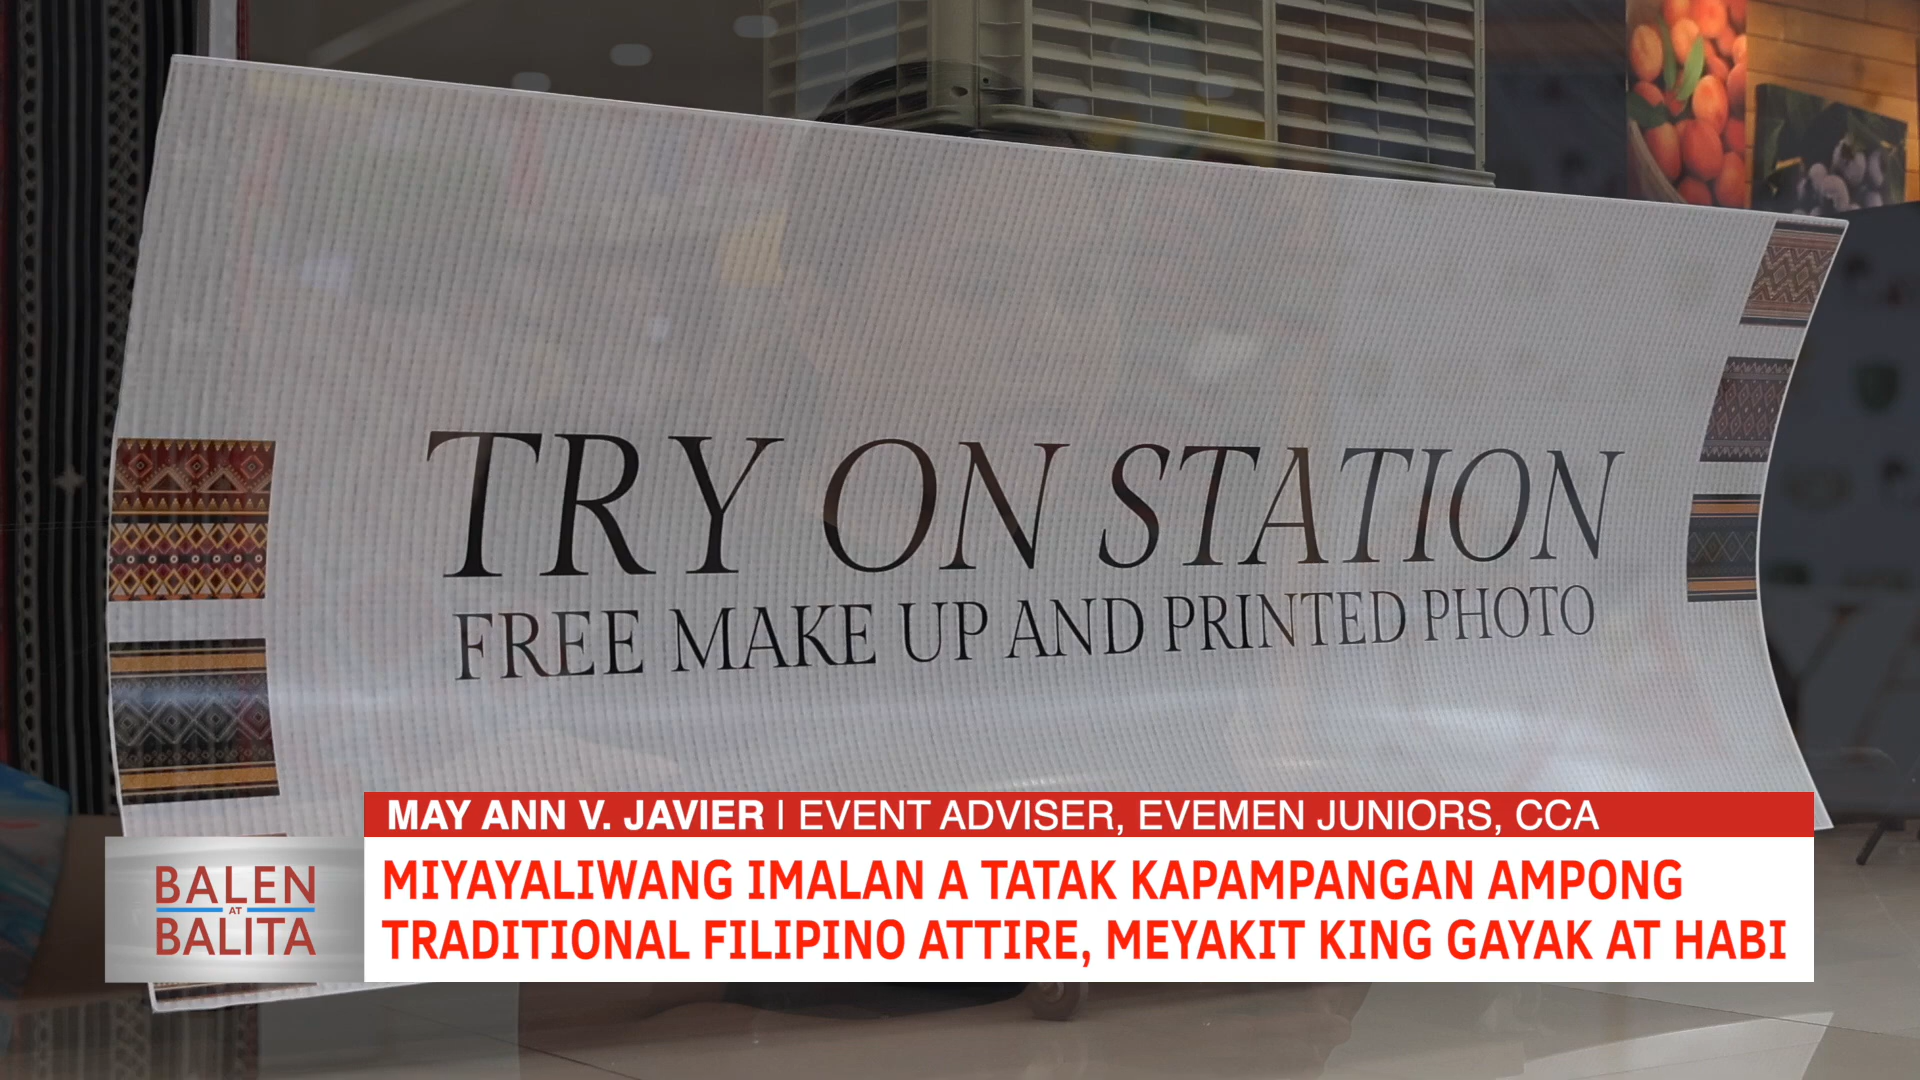 TRY ON STATION
FREE MAKE UP AND PRINTED PHOTO
MAY ANN V. JAVIER | EVENT ADVISER, EVEMEN JUNIORS, CCA
BALEN
AT
BALITA
MIYAYALIWANG IMALAN A TATAK KAPAMPANGAN AMPONG
TRADITIONAL FILIPINO ATTIRE, MEYAKIT KING GAYAK AT HABI